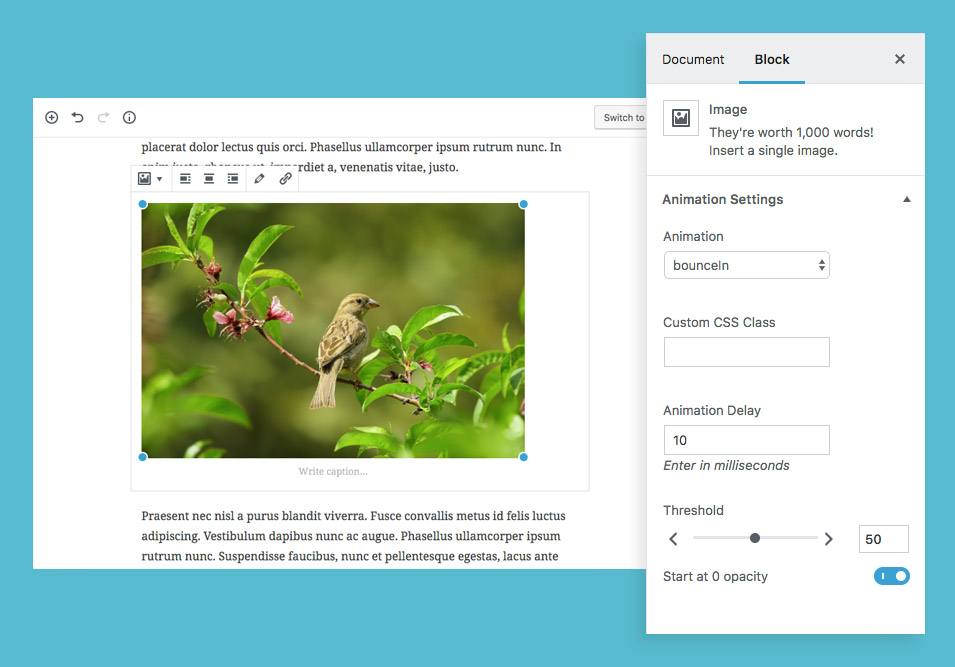 Switch to
placerat dolor lectus quis orci. Phasellus ullamcorper ipsum rutrum nunc. In
imperdiet a, venenatis vitae, justo.
Write caption...
Praesent nec nisl a purus blandit viverra. Fusce convallis metus id felis luctus
adipiscing. Vestibulum dapibus nunc ac augue. Phasellus ullamcorper ipsum
rutrum nunc. Suspendisse faucibus, nunc et pellentesque egestas, lacus ante
Document
Block
Image
They're worth 1,000 words!
Insert a single image.
Animation Settings
Animation
bounceIn
Custom CSS Class
Animation Delay
10
Enter in milliseconds
Threshold
50
Start at 0 opacity